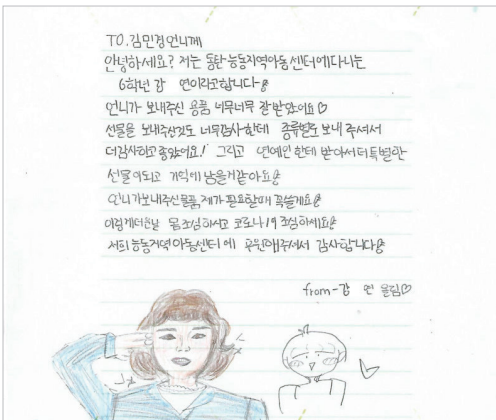 TO.김민경언니께
안녕하세요? 저는 동탄 능동지역아동센터에다니는
6학년 강 연이라고합니다
언니가 보내주신 용품 너무너무 잘받았어요♡
선물을 보내주신것도 너무감사한데 종류별로 보내 주셔서
더감사하고좋았어요! 그리고 연예인한테 받아서더특별한
선물이되고 기억에 남을거같아요
언니가보내주신물품제가 필요할때 꼭쓸게요
이렇게더운날 몸조심하시고 코로나19조심하세요
저희능동지역아동센터에 후원해주셔서 감사합니다
from-강 연 올림♡